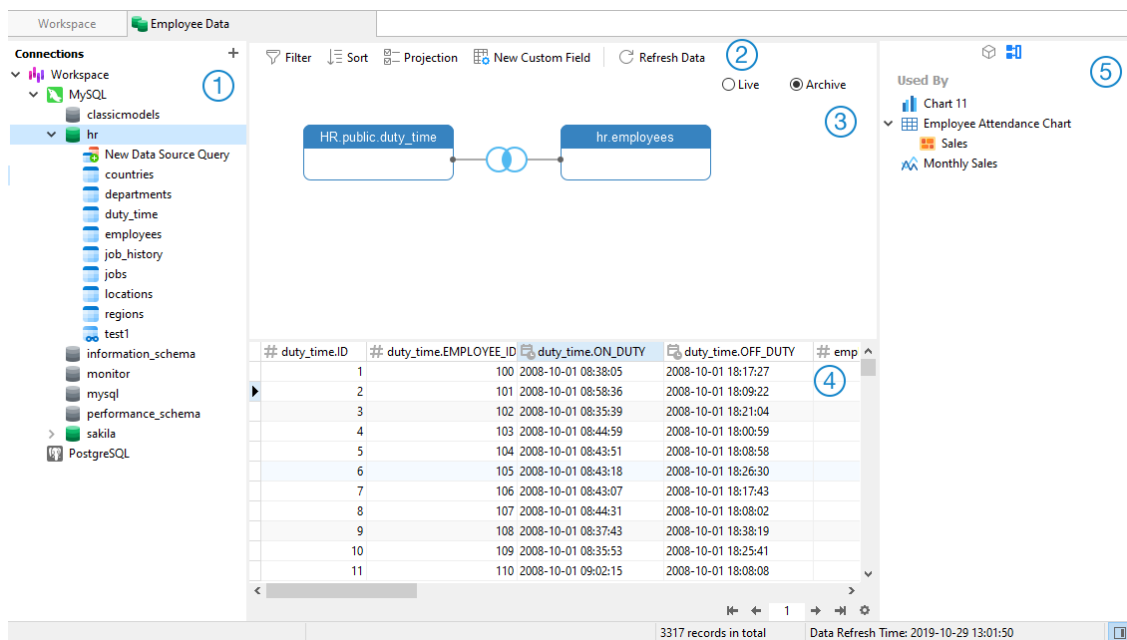 Workspace
Employee Data
Connections +
1
Workspace
MySQL
classicmodels
hr
New Data Source Query
countries
departments
duty_time
employees
job_history
jobs
locations
regions
test1
information_schema
monitor
mysql
performance_schema
sakila
PostgreSQL
Filter Sort Projection New Custom Field Refresh Data 2
Live Archive
3
HR.public.duty_time hr.employees
# duty_time.ID # duty_time.EMPLOYEE_ID duty_time.ON_DUTY duty_time.OFF_DUTY # emp
4
1 100 2008-10-01 08:38:05 2008-10-01 18:17:27
2 101 2008-10-01 08:58:36 2008-10-01 18:09:22
3 102 2008-10-01 08:35:39 2008-10-01 18:21:04
4 103 2008-10-01 08:44:59 2008-10-01 18:00:59
5 104 2008-10-01 08:43:51 2008-10-01 18:08:58
6 105 2008-10-01 08:43:18 2008-10-01 18:26:30
7 106 2008-10-01 08:43:07 2008-10-01 18:17:43
8 107 2008-10-01 08:44:31 2008-10-01 18:08:02
9 108 2008-10-01 08:37:43 2008-10-01 18:38:19
10 109 2008-10-01 08:35:53 2008-10-01 18:25:41
11 110 2008-10-01 09:02:15 2008-10-01 18:08:08
1
5
Used By
Chart 11
Employee Attendance Chart
Sales
Monthly Sales
3317 records in total Data Refresh Time: 2019-10-29 13:01:50